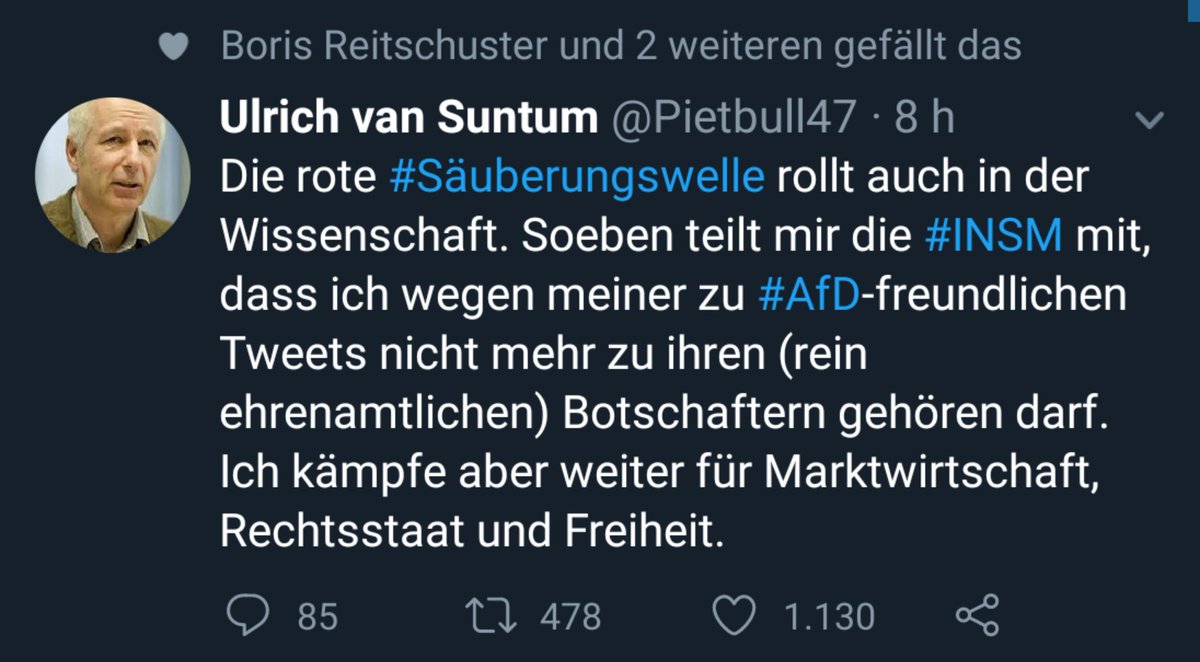 Boris Reitschuster und 2 weiteren gefällt das
Ulrich van Suntum @Pietbull47 · 8 h
Die rote #Säuberungswelle rollt auch in der
Wissenschaft. Soeben teilt mir die #INSM mit,
dass ich wegen meiner zu #AfD-freundlichen
Tweets nicht mehr zu ihren (rein
ehrenamtlichen) Botschaftern gehören darf.
Ich kämpfe aber weiter für Marktwirtschaft,
Rechtsstaat und Freiheit.
85 478 1.130